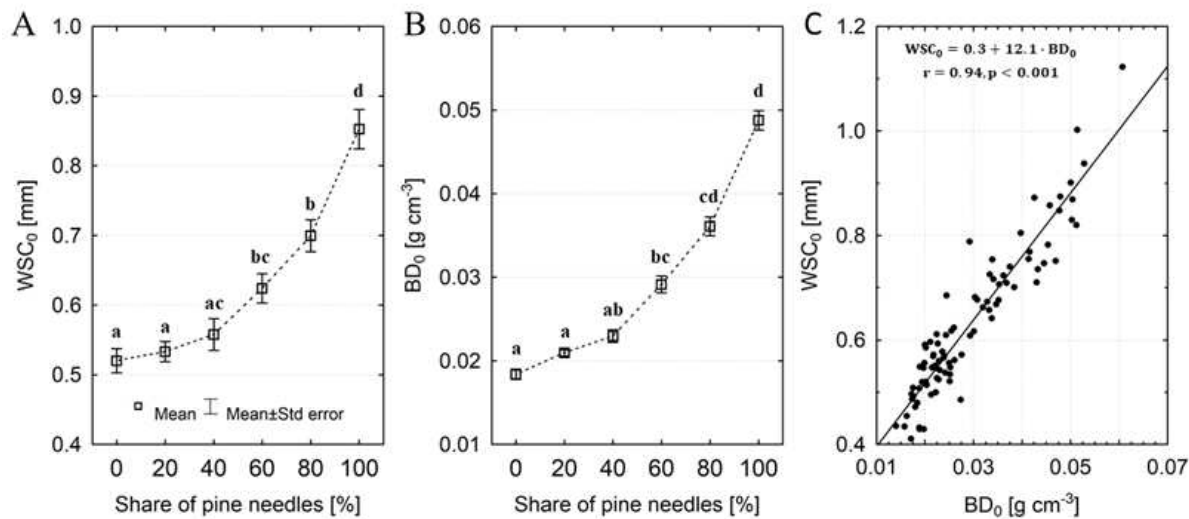 A
WSC₀ [mm]
1.0
0.9
0.8
0.7
0.6
0.5
0.4
a
a
ac
bc
b
d
Mean
Mean±Std error
0 20 40 60 80 100
Share of pine needles [%]
B
BD₀ [g cm⁻³]
0.06
0.05
0.04
0.03
0.02
0.01
a
a
ab
bc
cd
d
0 20 40 60 80 100
Share of pine needles [%]
C
WSC₀ [mm]
1.2
1.0
0.8
0.6
0.4
WSC₀ = 0.3 + 12.1 · BD₀
r = 0.94, p < 0.001
0.01 0.03 0.05 0.07
BD₀ [g cm⁻³]